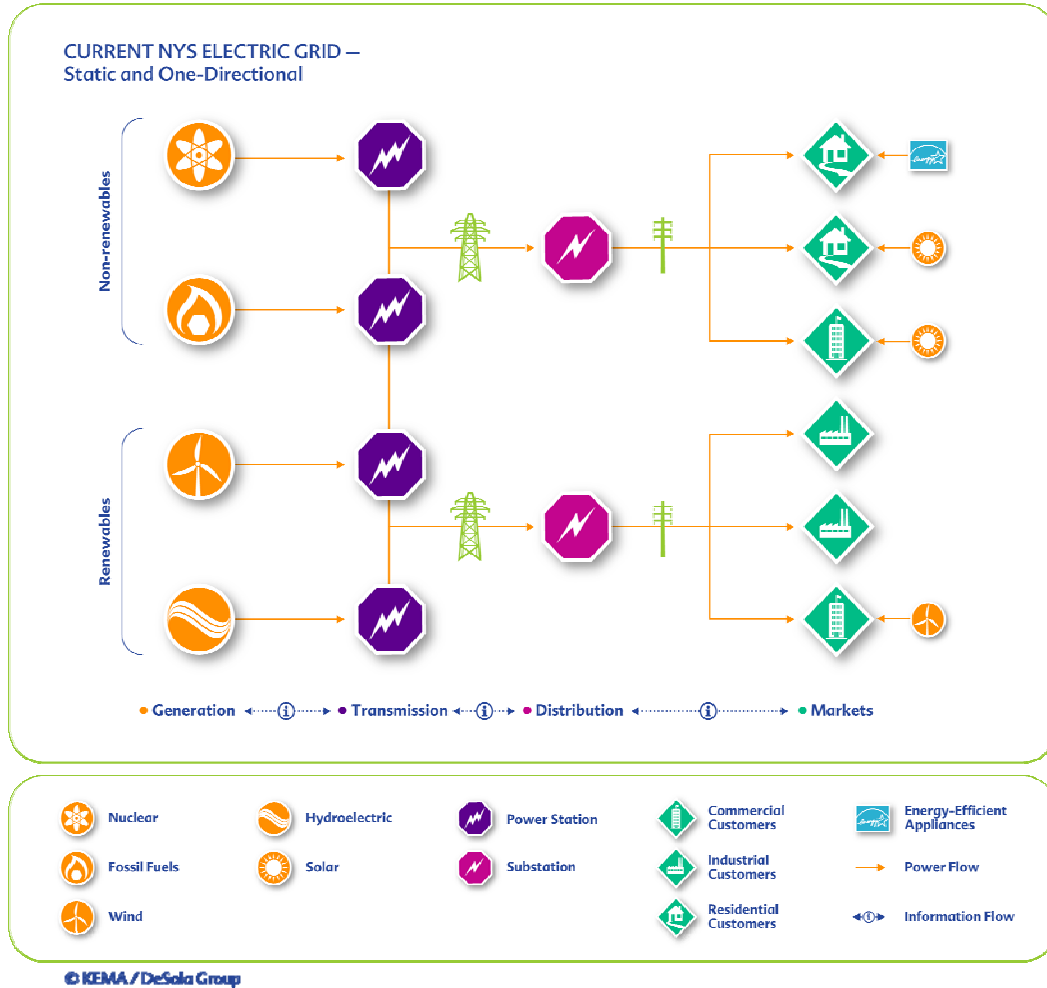 CURRENT NYS ELECTRIC GRID —
Static and One-Directional
Non-renewables
Renewables
Generation
Transmission
Distribution
Markets
Nuclear
Hydroelectric
Power Station
Commercial
Customers
Energy-Efficient
Appliances
Fossil Fuels
Solar
Substation
Industrial
Customers
Power Flow
Wind
Residential
Customers
Information Flow
© KEMA / DeSola Group